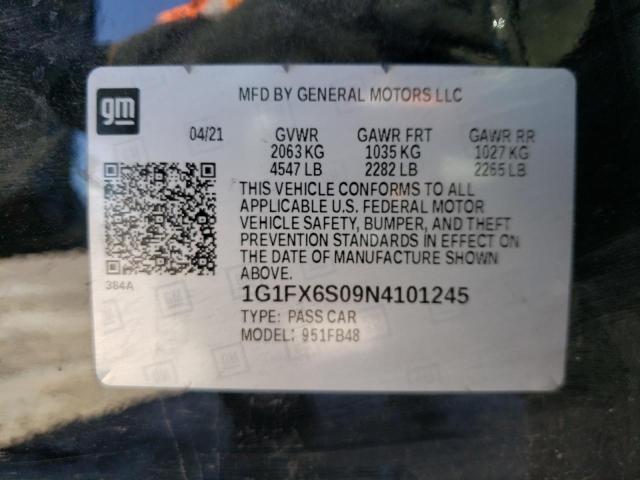 gm
MFD BY GENERAL MOTORS LLC
04/21 GVWR GAWR FRT GAWR RR
2063 KG 1035 KG 1027 KG
4547 LB 2282 LB 2265 LB
THIS VEHICLE CONFORMS TO ALL
APPLICABLE U.S. FEDERAL MOTOR
VEHICLE SAFETY, BUMPER, AND THEFT
PREVENTION STANDARDS IN EFFECT ON
THE DATE OF MANUFACTURE SHOWN
ABOVE.
384A
1G1FX6S09N4101245
TYPE: PASS CAR
MODEL: 951FB48